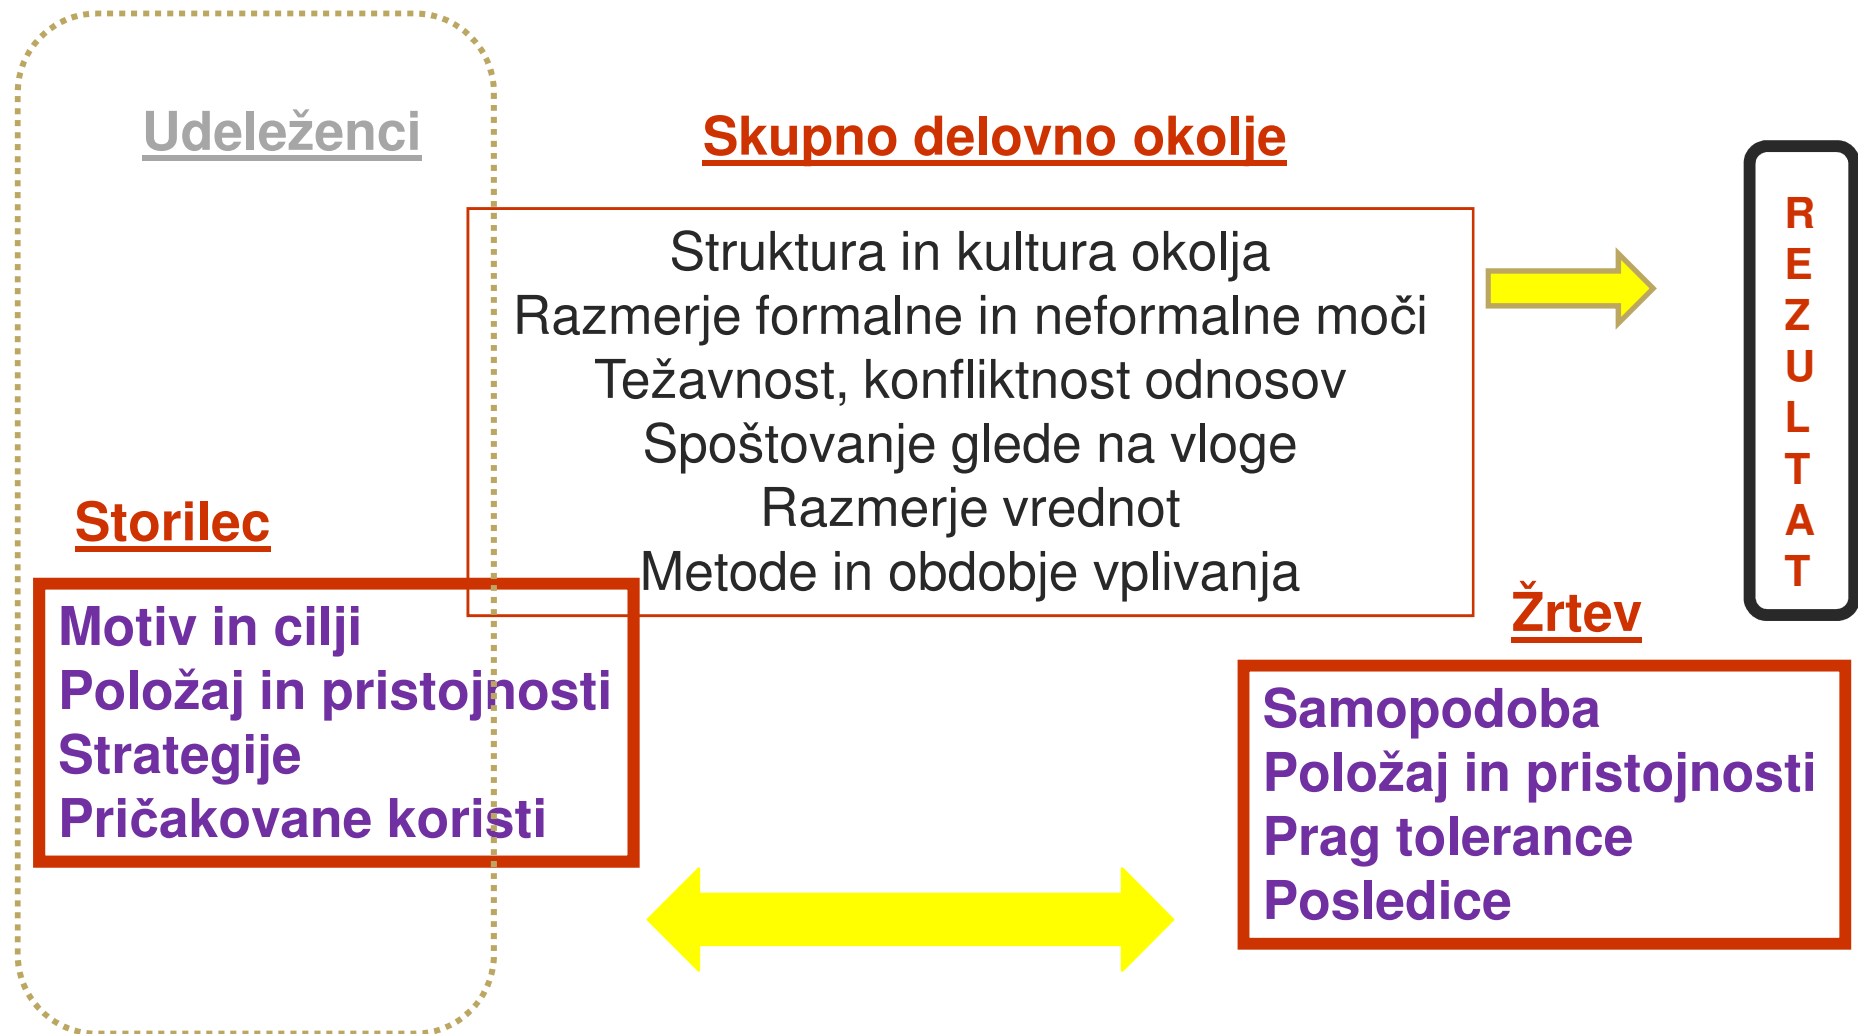 Udeleženci
Skupno delovno okolje
Struktura in kultura okolja
Razmerje formalne in neformalne moči
Težavnost, konfliktnost odnosov
Spoštovanje glede na vloge
Razmerje vrednot
Metode in obdobje vplivanja
Storilec
Motiv in cilji
Položaj in pristojnosti
Strategije
Pričakovane koristi
Žrtev
Samopodoba
Položaj in pristojnosti
Prag tolerance
Posledice
REZULTAT